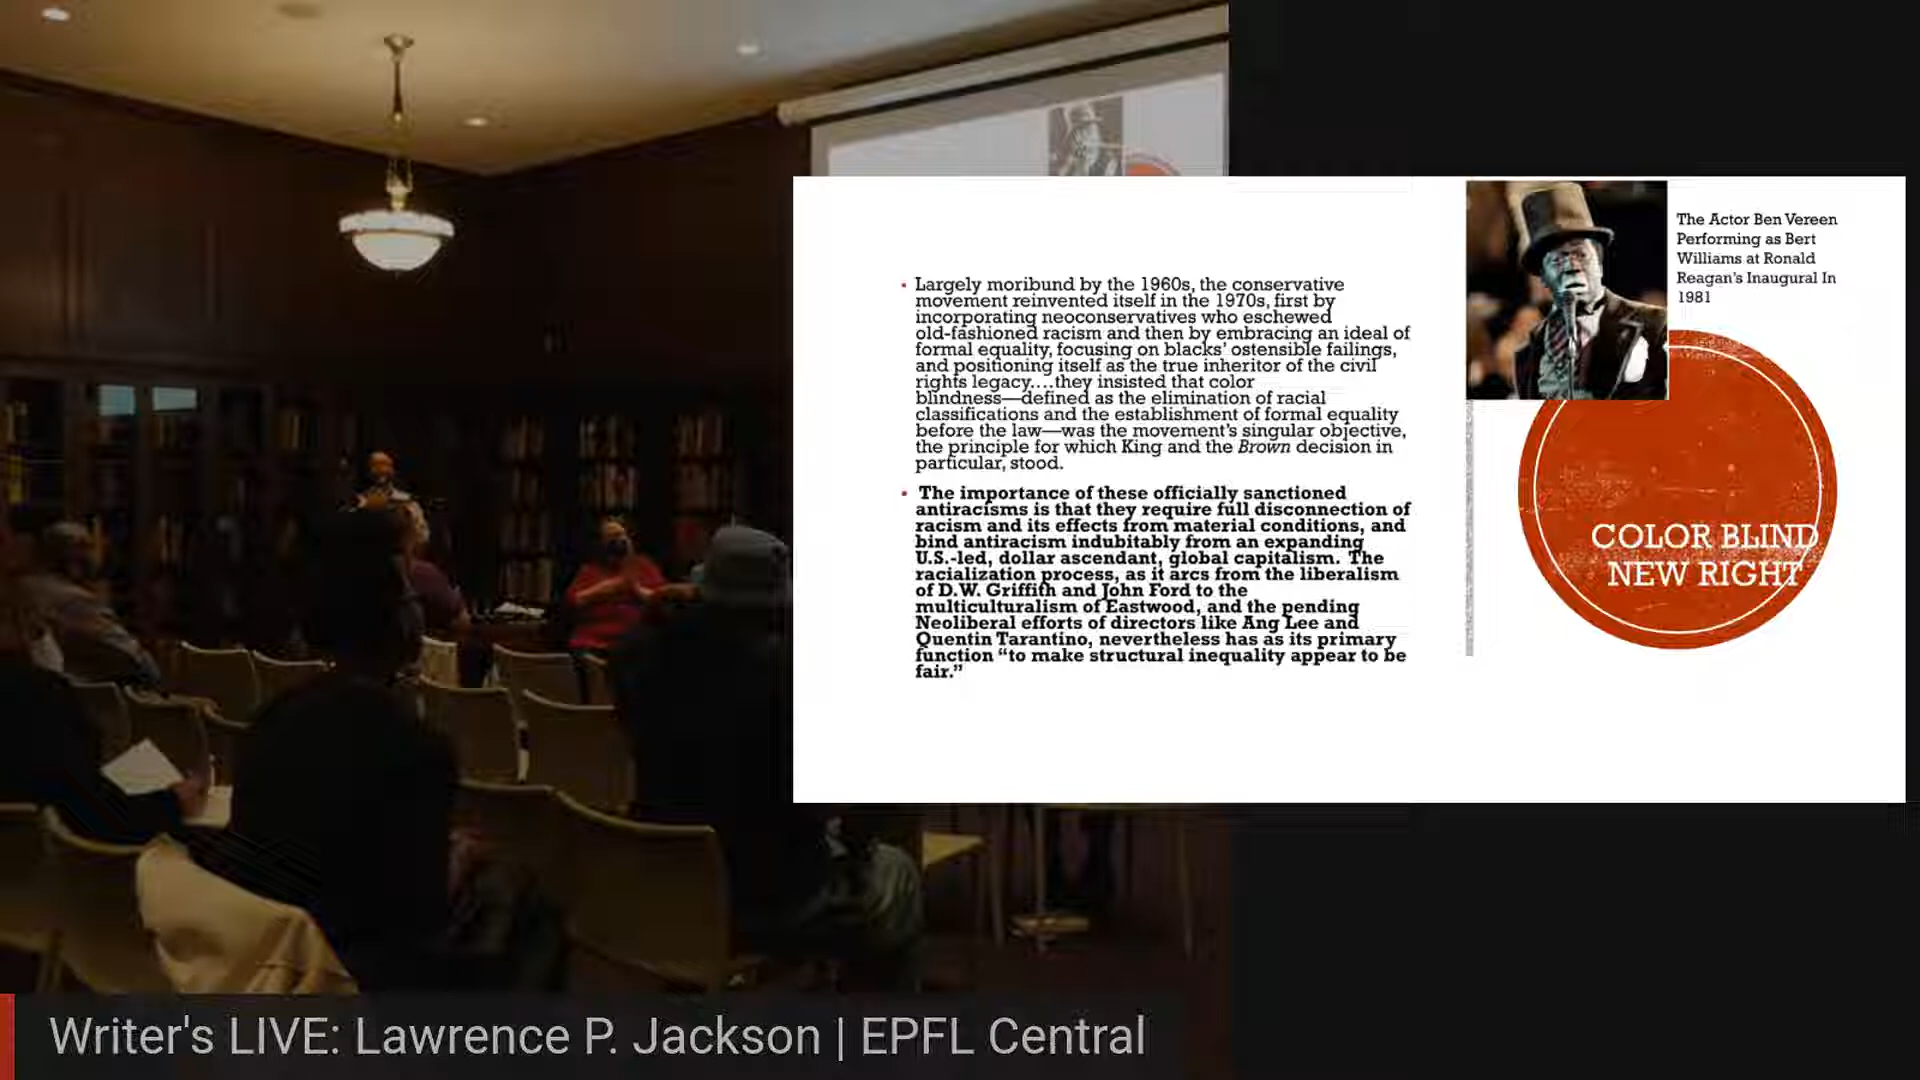 The Actor Ben Vereen
Performing as Bert
Williams at Ronald
Reagan's Inaugural In
1981
• Largely moribund by the 1960s, the conservative
movement reinvented itself in the 1970s, first by
incorporating neoconservatives who eschewed
old-fashioned racism and then by embracing an ideal of
formal equality, focusing on blacks' ostensible failings,
and positioning itself as the true inheritor of the civil
rights legacy....they insisted that color
blindness—defined as the elimination of racial
classifications and the establishment of formal equality
before the law—was the movement's singular objective,
the principle for which King and the Brown decision in
particular, stood.
• The importance of these officially sanctioned
antiracisms is that they require full disconnection of
racism and its effects from material conditions, and
bind antiracism indubitably from an expanding
U.S.-led, dollar ascendant, global capitalism. The
racialization process, as it arcs from the liberalism
of D.W. Griffith and John Ford to the
multiculturalism of Eastwood, and the pending
Neoliberal efforts of directors like Ang Lee and
Quentin Tarantino, nevertheless has as its primary
function “to make structural inequality appear to be
fair.”
COLOR BLIND
NEW RIGHT
Writer's LIVE: Lawrence P. Jackson | EPFL Central